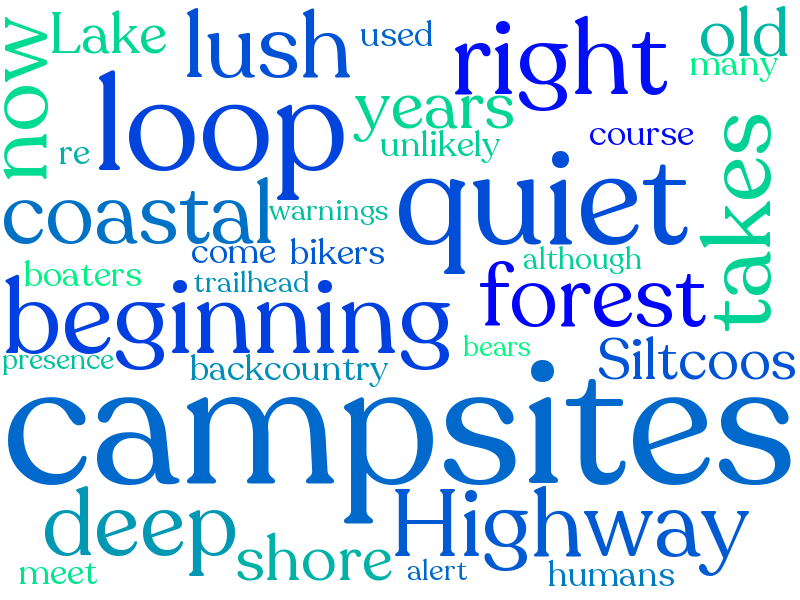 now
Lake
lush
used
right
old
many
loop
years
re
unlikely
course
takes
quiet
coastal
warnings
come
bikers
although
boaters
trailhead
forest
beginning
bears
Siltcoos
presence
backcountry
campsites
deep
Highway
shore
meet
alert
humans